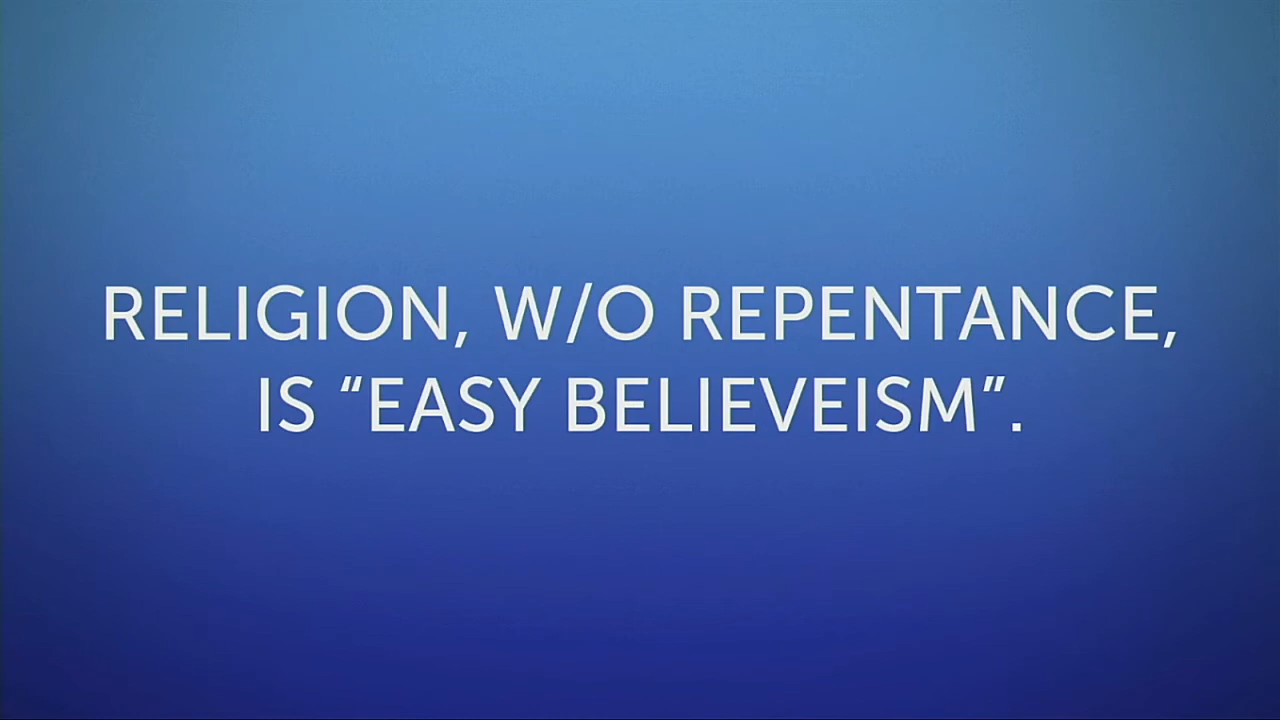 RELIGION, W/O REPENTANCE,
IS “EASY BELIEVEISM”.